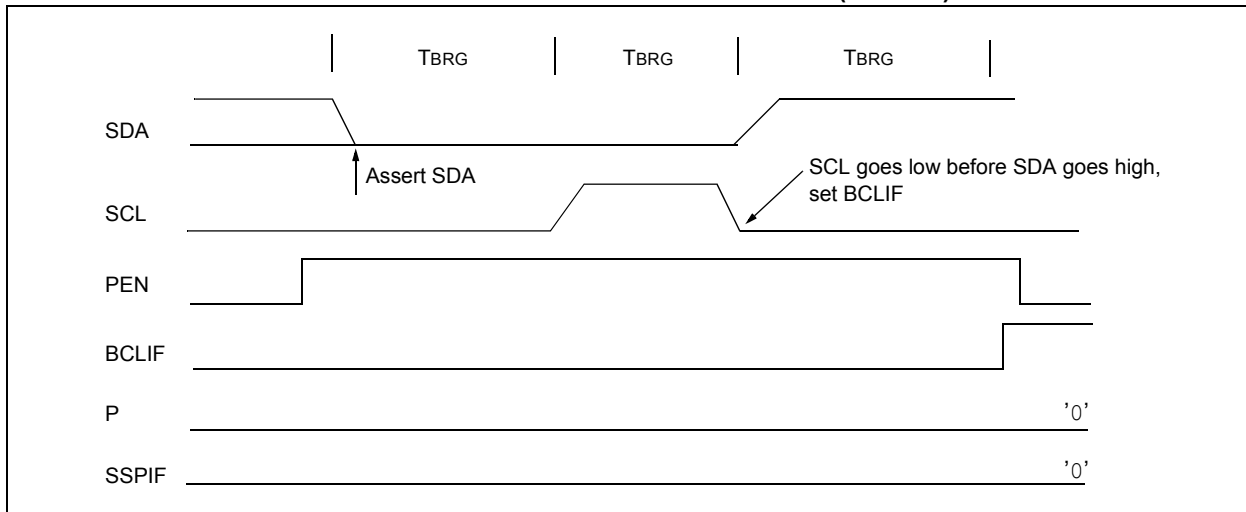 TBRG TBRG TBRG
SDA
Assert SDA
SCL goes low before SDA goes high,
set BCLIF
SCL
PEN
BCLIF
P '0'
SSPIF '0'